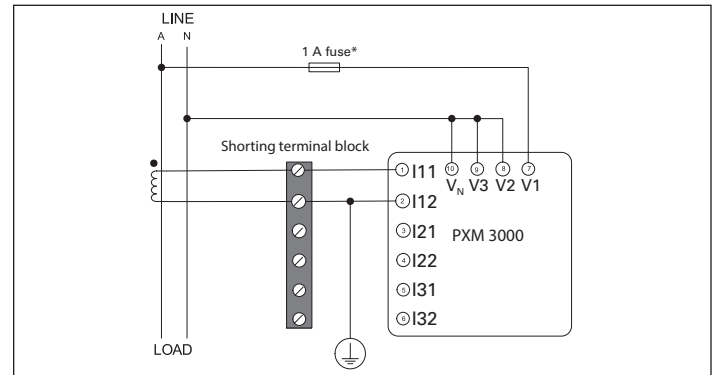 LINE
A N
1 A fuse*
Shorting terminal block
1 I11
10 9 8 7
VN V3 V2 V1
2 I12
3 I21
PXM 3000
4 I22
5 I31
6 I32
LOAD